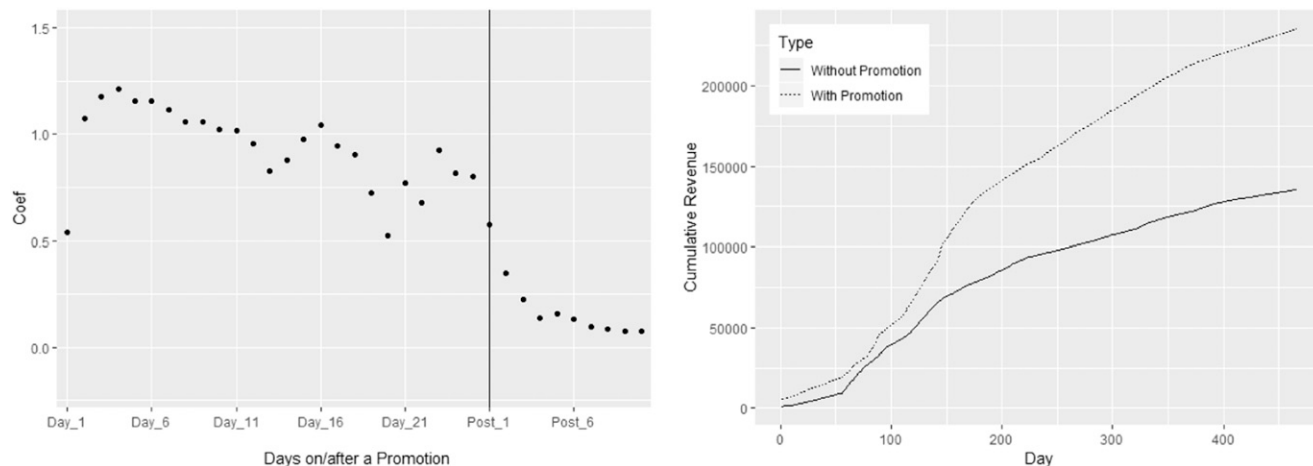 1.5
1.0
0.5
0.0
Coef
Day_1 Day_6 Day_11 Day_16 Day_21 Post_1 Post_6
Days on/after a Promotion
Type
Without Promotion
With Promotion
200000
150000
100000
50000
0
Cumulative Revenue
0 100 200 300 400
Day